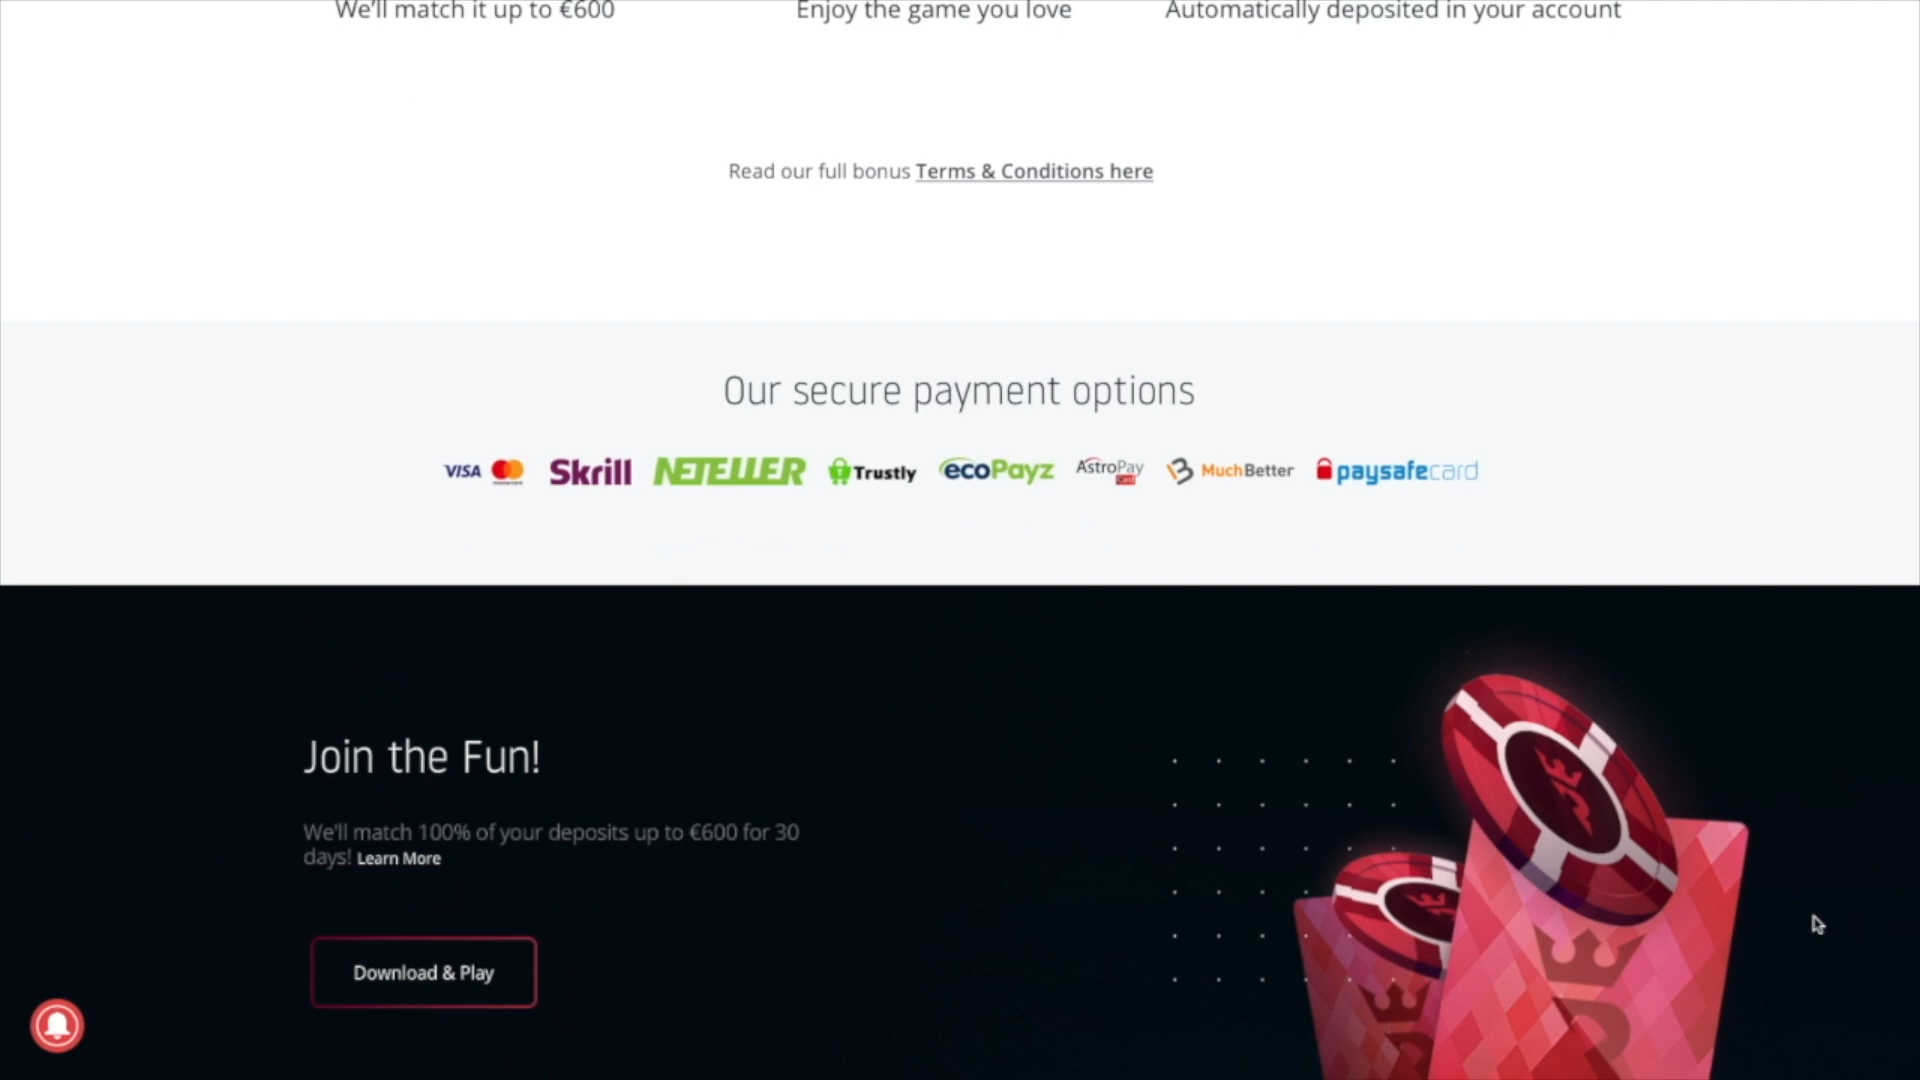 We'll match it up to €600
Enjoy the game you love
Automatically deposited in your account
Read our full bonus Terms & Conditions here
Our secure payment options
VISA mastercard Skrill NETELLER Trustly ecoPayz AstroPay Card MuchBetter paysafecard
Join the Fun!
We'll match 100% of your deposits up to €600 for 30
days! Learn More
Download & Play